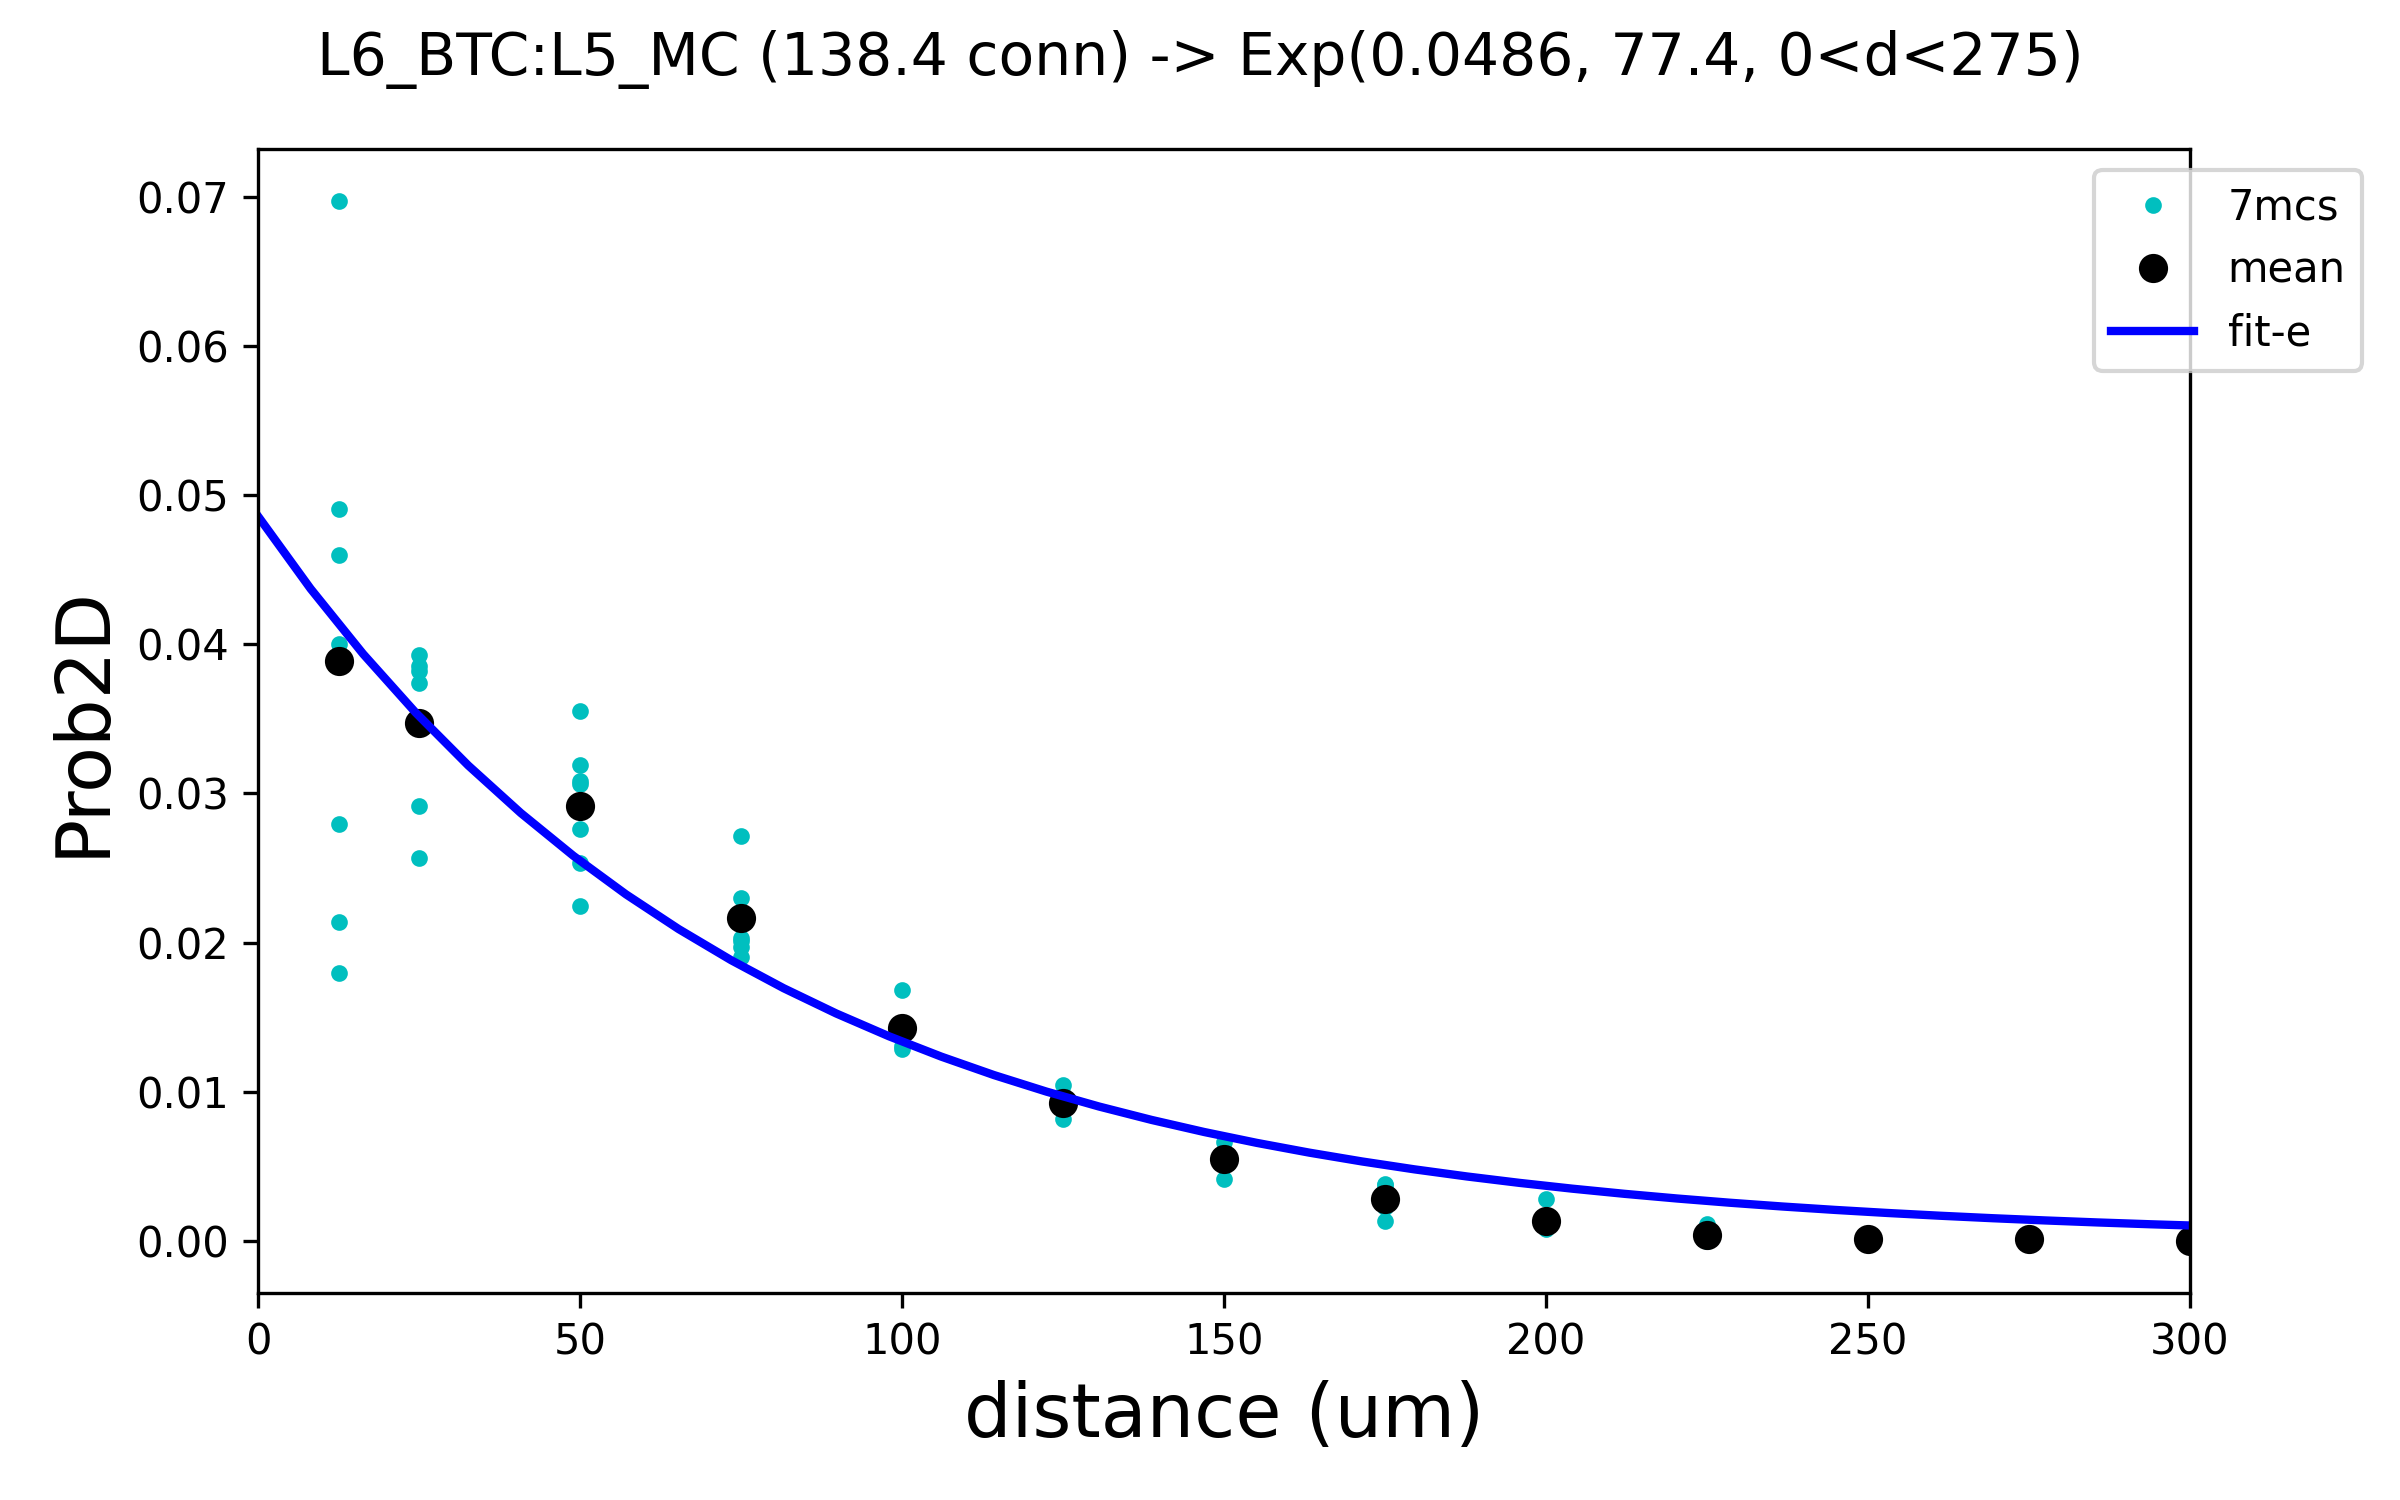 L6_BTC:L5_MC (138.4 conn) -> Exp(0.0486, 77.4, 0<d<275)
7mcs
mean
fit-e
Prob2D
0.07
0.06
0.05
0.04
0.03
0.02
0.01
0.00
0 50 100 150 200 250 300
distance (um)